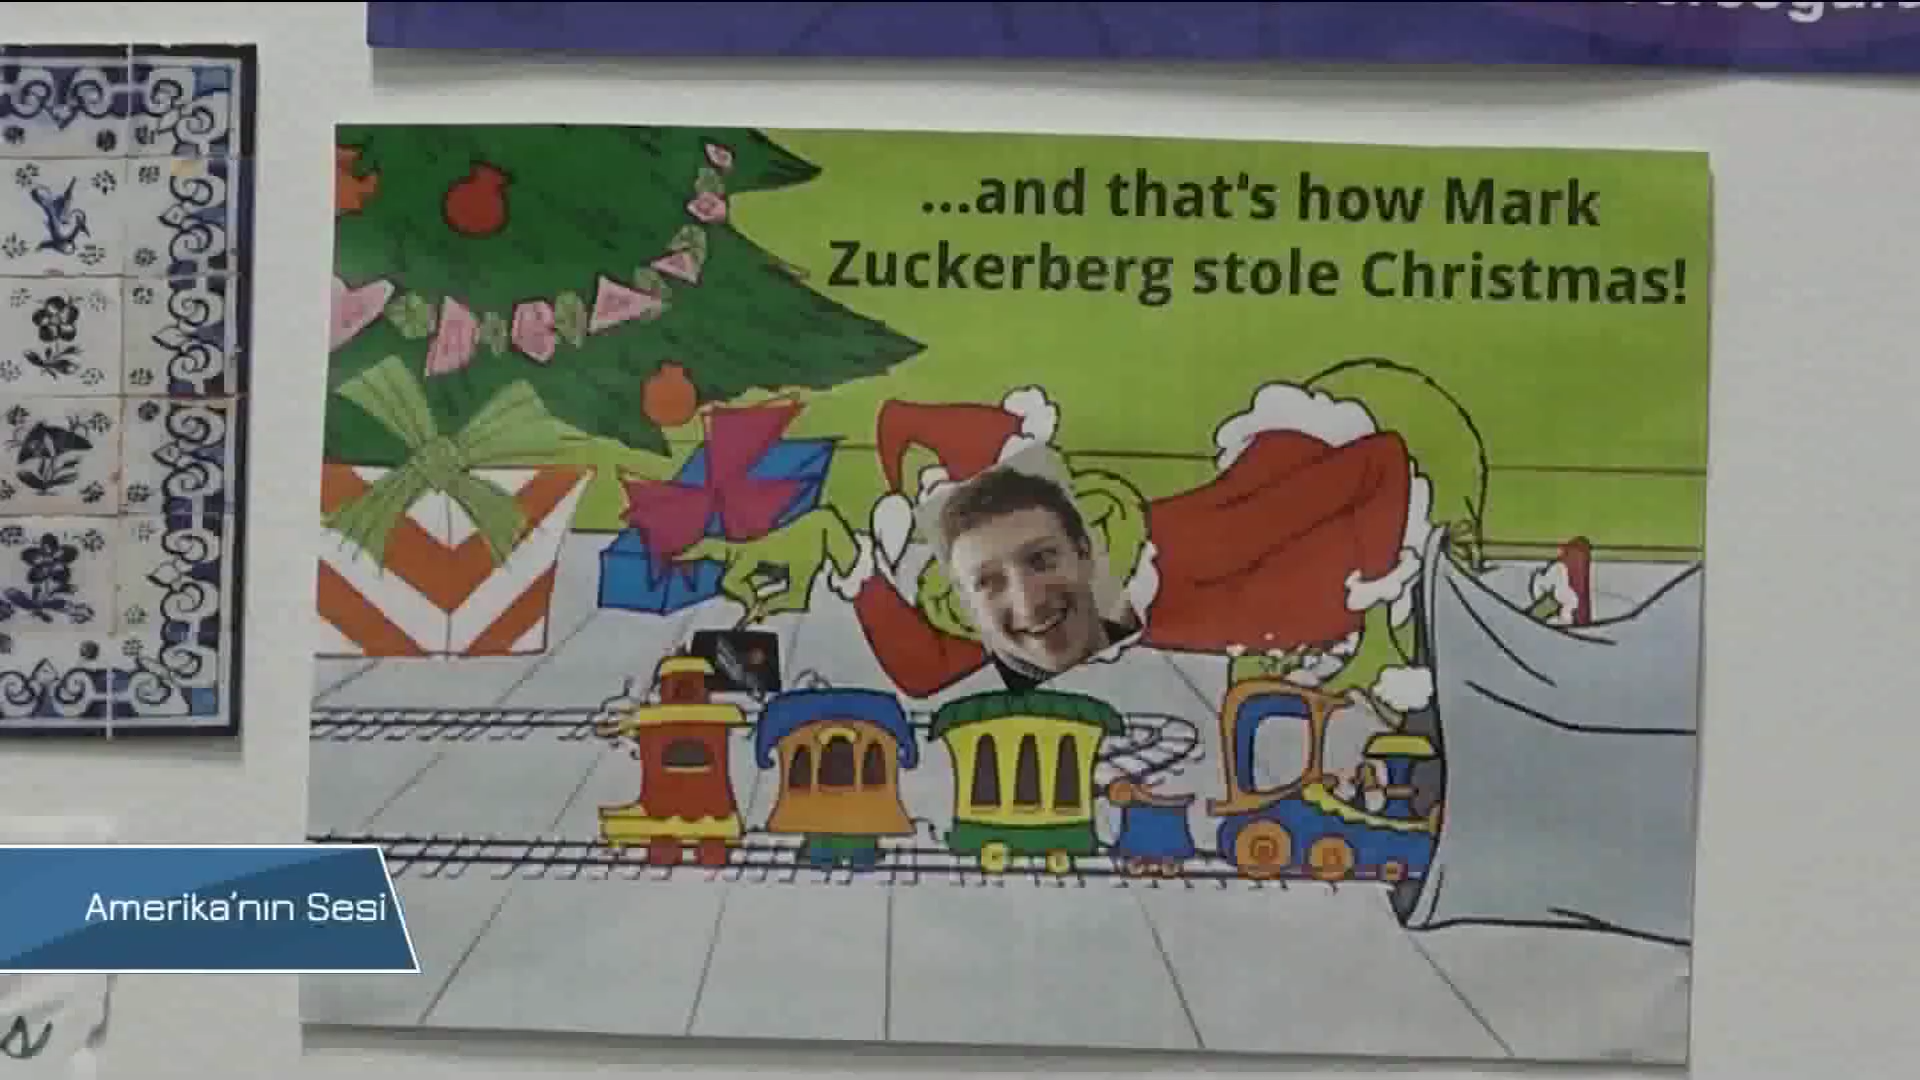 ...and that's how Mark
Zuckerberg stole Christmas!
Amerika'nın Sesi